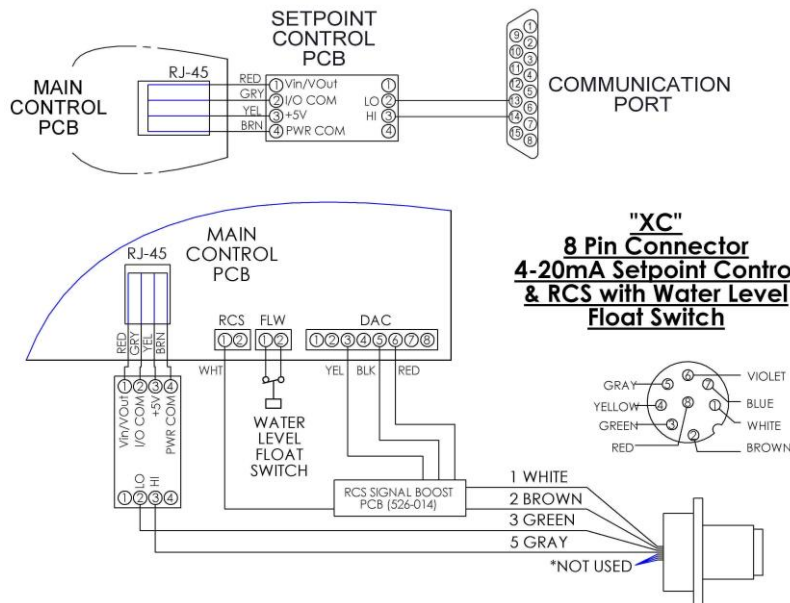 SETPOINT
CONTROL
PCB
MAIN
CONTROL
PCB
RJ-45
RED
GRY
YEL
BRN
1 Vin/VOut
2 I/O COM
3 +5V
4 PWR COM
1
LO 2
HI 3
4
1
9
2
10
3
11
4
12
5
13
6
14
7
15
8
COMMUNICATION
PORT
MAIN
CONTROL
PCB
RJ-45
RED
GRY
YEL
BRN
1 2 3 4
Vin/VOut
I/O COM
+5V
PWR COM
LO
HI
1 2 3 4
RCS
1 2
WHT
FLW
1 2
WATER
LEVEL
FLOAT
SWITCH
DAC
1 2 3 4 5 6 7 8
YEL
BLK
RED
RCS SIGNAL BOOST
PCB (526-014)
1 WHITE
2 BROWN
3 GREEN
5 GRAY
*NOT USED
"XC"
8 Pin Connector
4-20mA Setpoint Contro
& RCS with Water Level
Float Switch
6 VIOLET
GRAY 5
7 BLUE
YELLOW 4
8
1 WHITE
GREEN 3
RED
2 BROWN